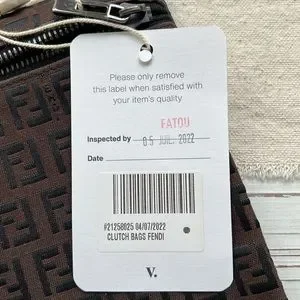 Please only remove
this label when satisfied with
your item's quality
FATOU
Inspected by
05 JUIL. 2022
Date
#21258025 04/07/2022
CLUTCH BAGS FENDI
V.